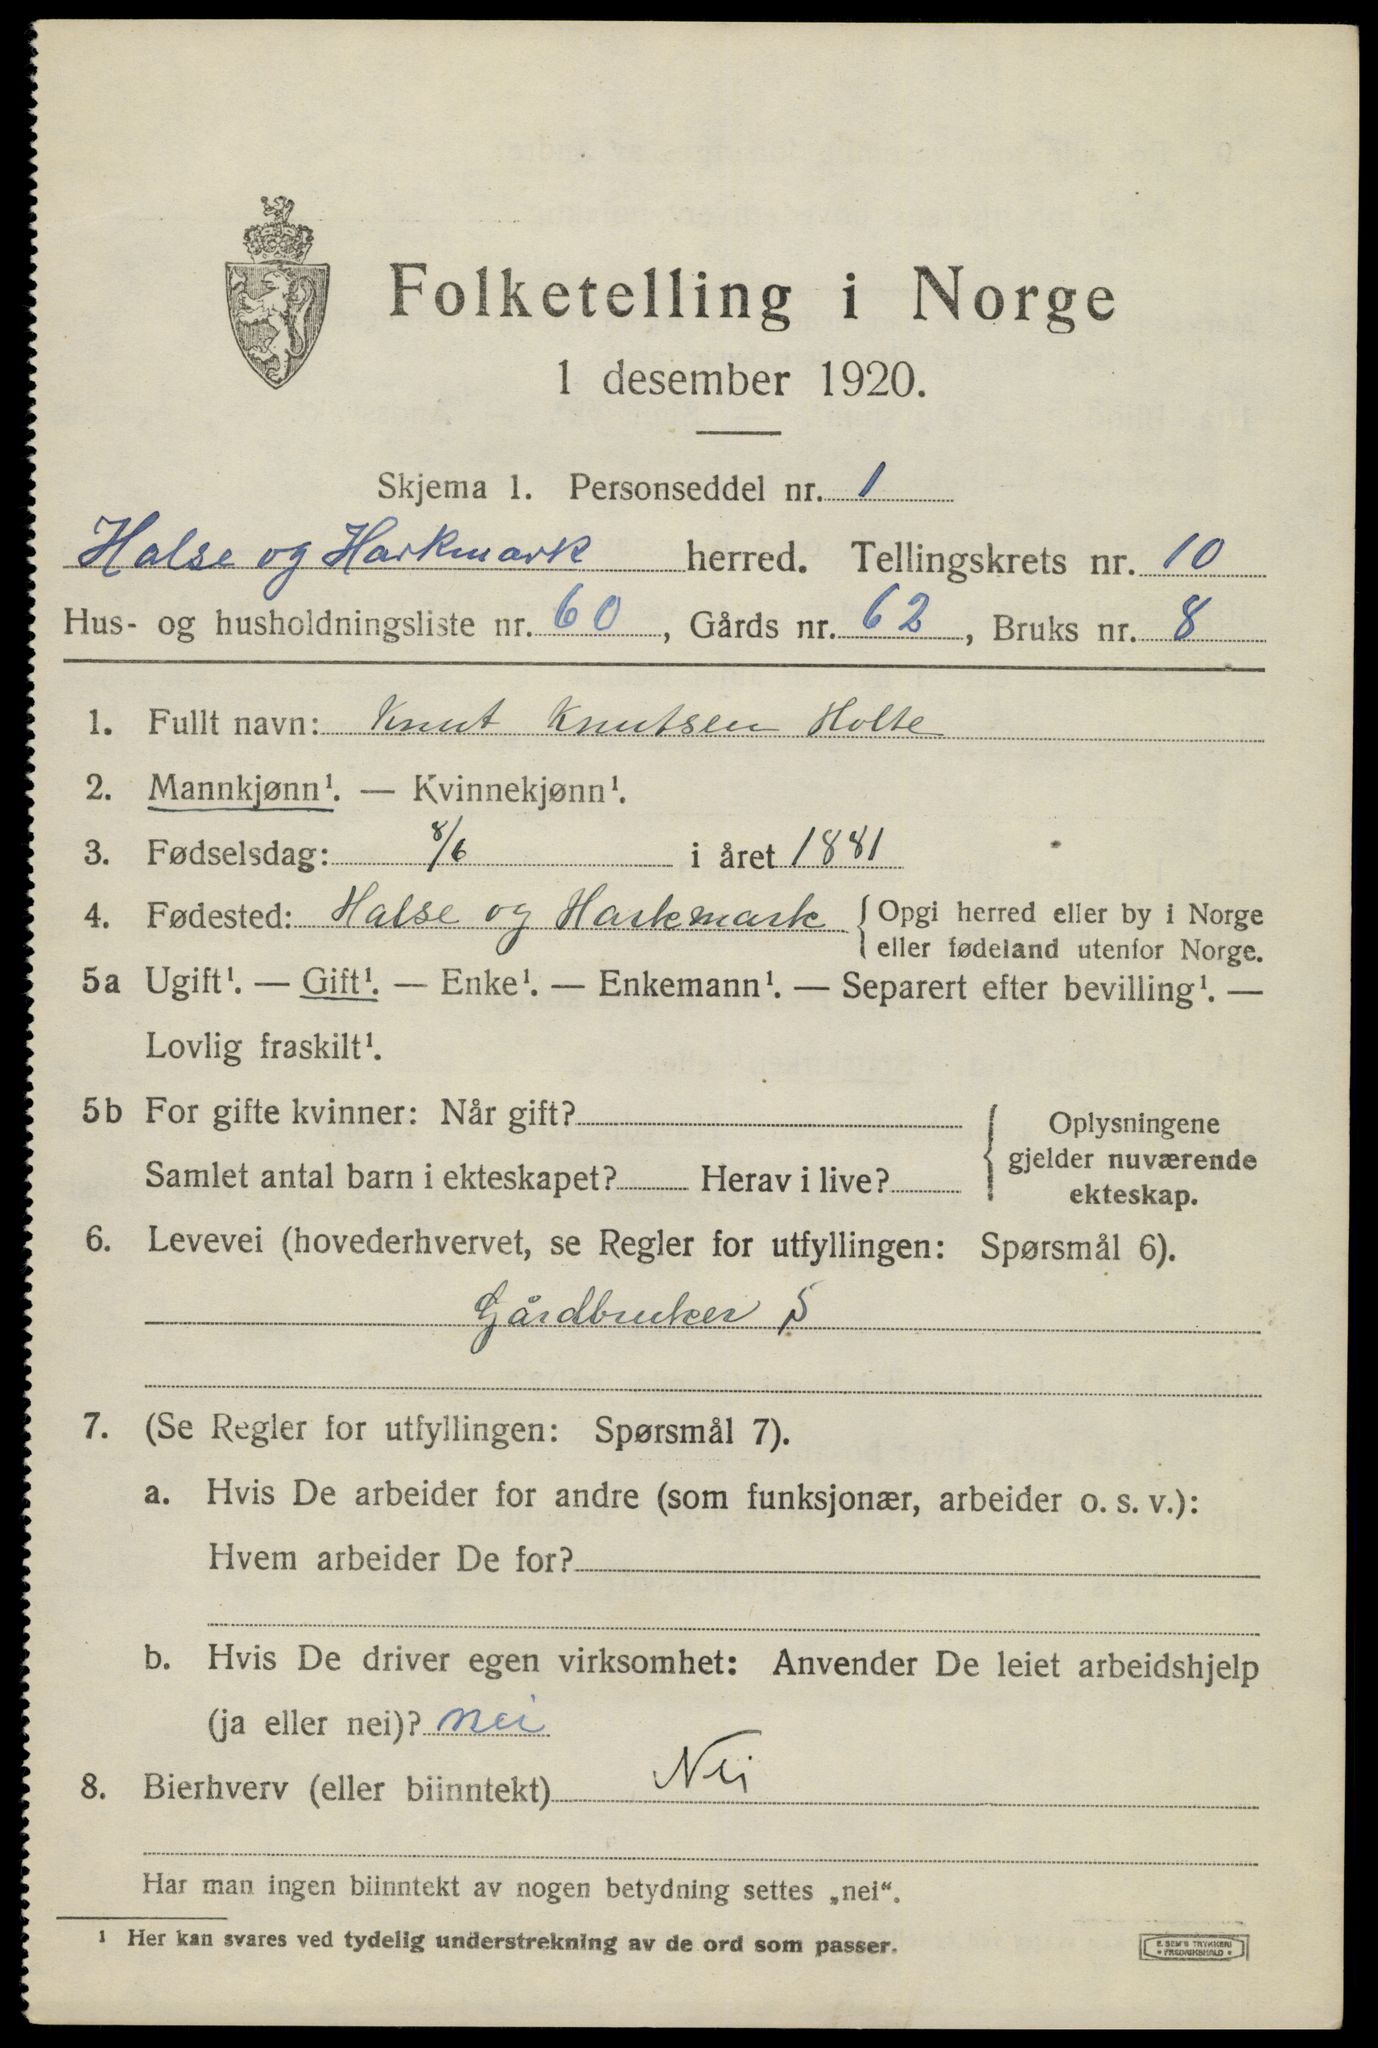 Folketelling i Norge
1 desember 1920.
Skjema 1. Personseddel nr. 1
Halse og Harkmark herred. Tellingskrets nr. 10
Hus- og husholdningsliste nr. 60, Gårds nr. 62, Bruks nr. 8
1. Fullt navn: Knut Knutsen Holte
2. Mannkjønn¹. — Kvinnekjønn¹.
3. Fødselsdag: 8/6 i året 1881
4. Fødested: Halse og Harkmark { Opgi herred eller by i Norge
eller fødeland utenfor Norge.
5a Ugift¹. — Gift¹. — Enke¹. — Enkemann¹. — Separert efter bevilling¹. —
Lovlig fraskilt¹.
5b For gifte kvinner: Når gift?
Samlet antal barn i ekteskapet? Herav i live?
Oplysningene
gjelder nuværende
ekteskap.
6. Levevei (hovederhvervet, se Regler for utfyllingen: Spørsmål 6).
Gårdbruker S
7. (Se Regler for utfyllingen: Spørsmål 7).
a. Hvis De arbeider for andre (som funksjonær, arbeider o. s. v.):
Hvem arbeider De for?
b. Hvis De driver egen virksomhet: Anvender De leiet arbeidshjelp
(ja eller nei)? nei
8. Bierhverv (eller biinntekt) Nei
Har man ingen biinntekt av nogen betydning settes „nei“.
¹ Her kan svares ved tydelig understrekning av de ord som passer.
E. SEM'S TRYKKERI
• FREDRIKSHALD •